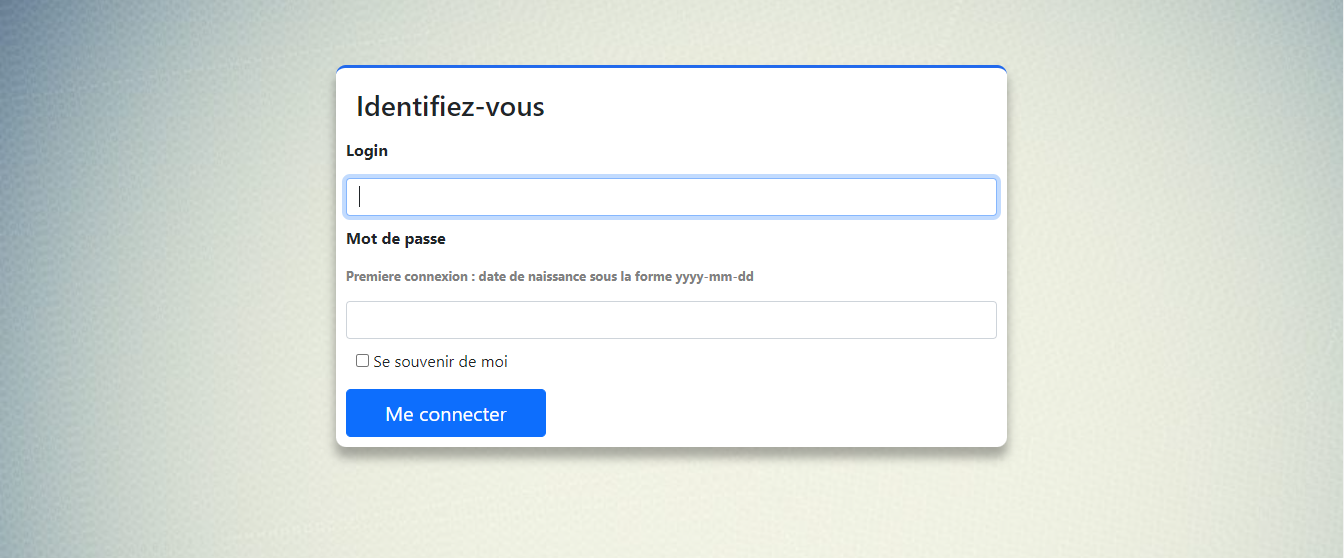 Identifiez-vous
Login
Mot de passe
Premiere connexion : date de naissance sous la forme yyyy-mm-dd
Se souvenir de moi
Me connecter